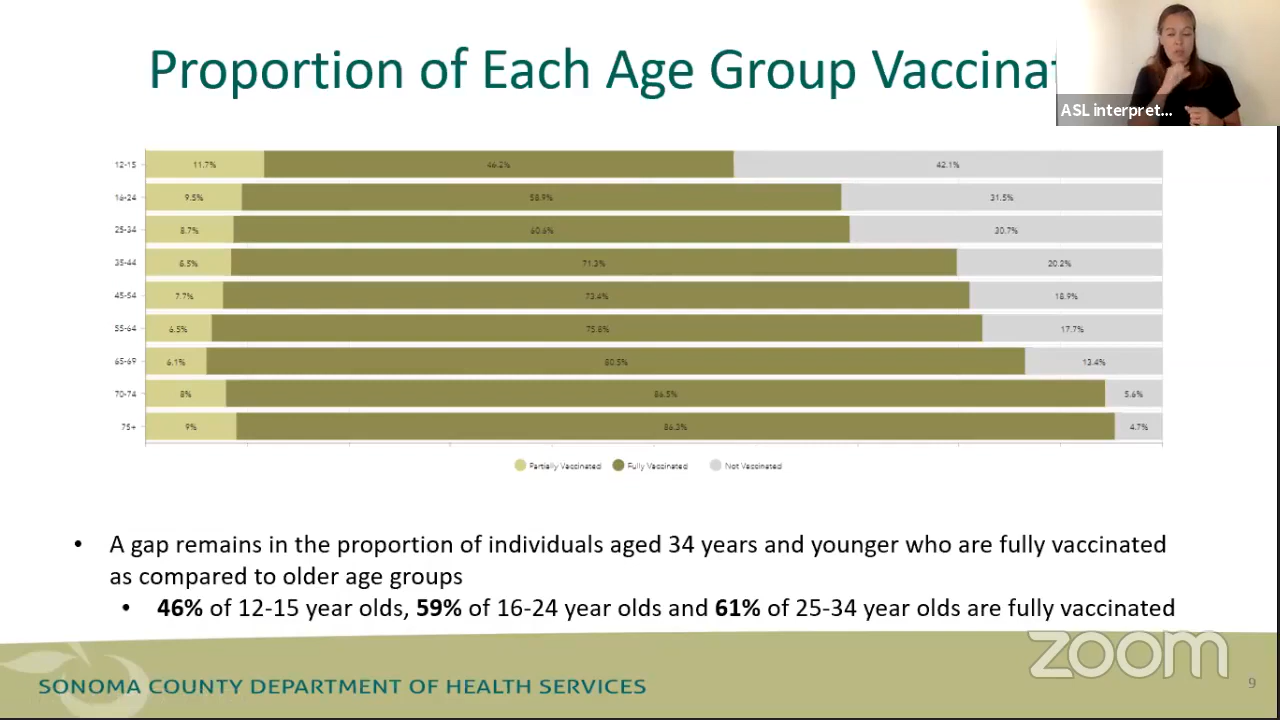 Proportion of Each Age Group Vaccinat
ASL interpret...
12-15 11.7% 46.2% 42.1%
16-24 9.5% 58.9% 31.5%
25-34 8.7% 60.6% 30.7%
35-44 8.5% 71.3% 20.2%
45-54 7.7% 73.4% 18.9%
55-64 6.5% 75.8% 17.7%
65-69 6.1% 80.5% 13.4%
70-74 8% 86.5% 5.6%
75+ 9% 86.3% 4.7%
Partially Vaccinated Fully Vaccinated Not Vaccinated
• A gap remains in the proportion of individuals aged 34 years and younger who are fully vaccinated
as compared to older age groups
• 46% of 12-15 year olds, 59% of 16-24 year olds and 61% of 25-34 year olds are fully vaccinated
zoom
SONOMA COUNTY DEPARTMENT OF HEALTH SERVICES
9